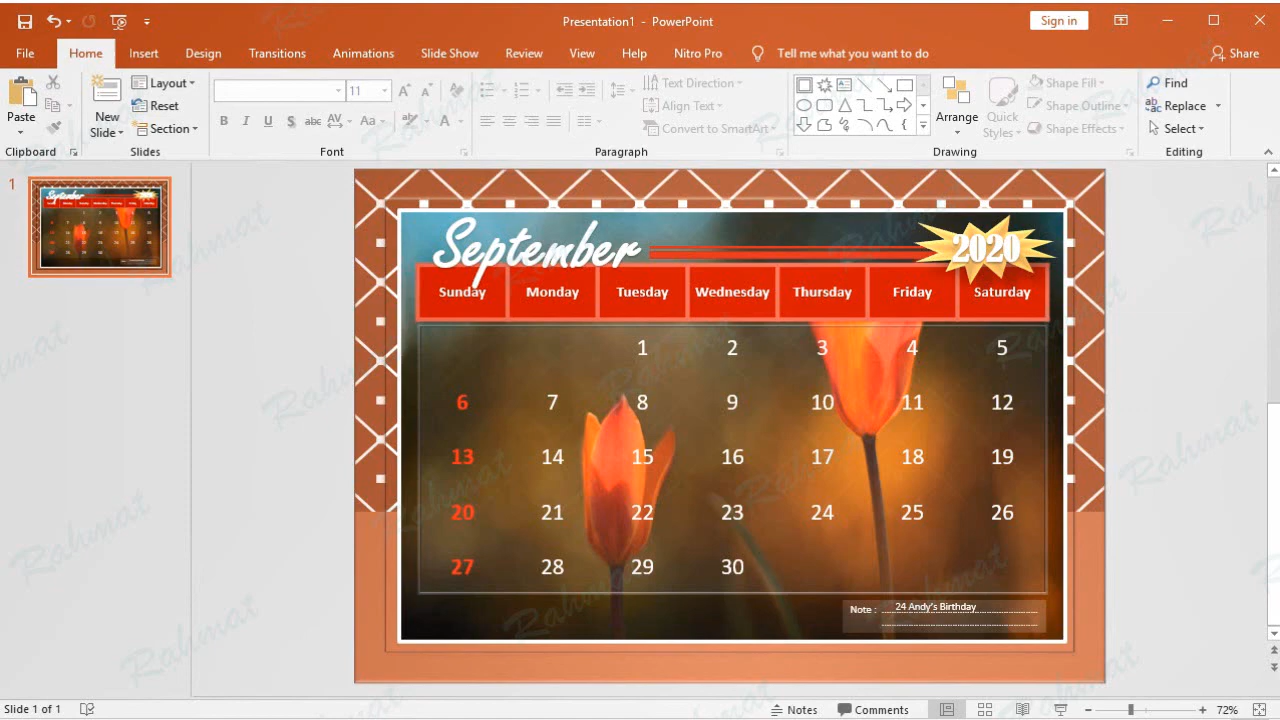 Presentation1 - PowerPoint
Sign in
File Home Insert Design Transitions Animations Slide Show Review View Help Nitro Pro Tell me what you want to do Share
Paste
Clipboard
New Slide
Layout
Reset
Section
Slides
B I U S abc AV Aa A
Font
Text Direction
Align Text
Convert to SmartArt
Paragraph
Arrange
Quick Styles
Shape Fill
Shape Outline
Shape Effects
Drawing
Find
Replace
Select
Editing
1
September
2020
Sunday Monday Tuesday Wednesday Thursday Friday Saturday
1 2 3 4 5
6 7 8 9 10 11 12
13 14 15 16 17 18 19
20 21 22 23 24 25 26
27 28 29 30
Note : 24 Andy's Birthday
Rahmat
Slide 1 of 1
Notes
Comments
72%